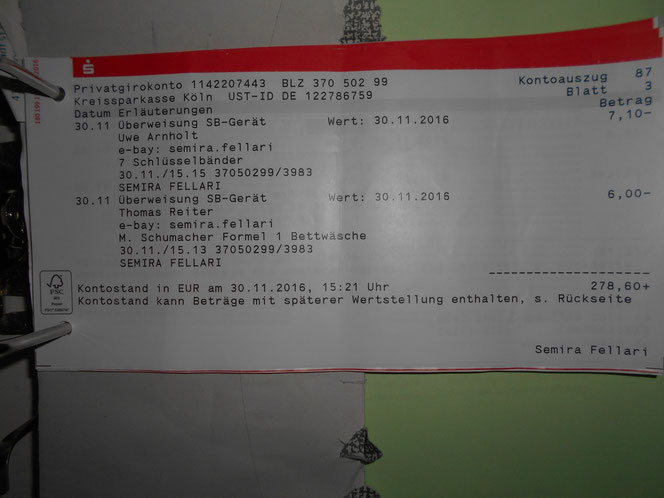 Privatgirokonto 1142207443 BLZ 370 502 99 Kontoauszug 87
Kreissparkasse Köln UST-ID DE 122786759 Blatt 3
Datum Erläuterungen Betrag
30.11 Überweisung SB-Gerät Wert: 30.11.2016 7,10-
Uwe Arnholt
e-bay: semira.fellari
7 Schlüsselbänder
30.11./15.15 37050299/3983
SEMIRA FELLARI
30.11 Überweisung SB-Gerät Wert: 30.11.2016 6,00-
Thomas Reiter
e-bay: semira.fellari
M. Schumacher Formel 1 Bettwäsche
30.11./15.13 37050299/3983
SEMIRA FELLARI
Kontostand in EUR am 30.11.2016, 15:21 Uhr 278,60+
Kontostand kann Beträge mit späterer Wertstellung enthalten, s. Rückseite
Semira Fellari
FSC